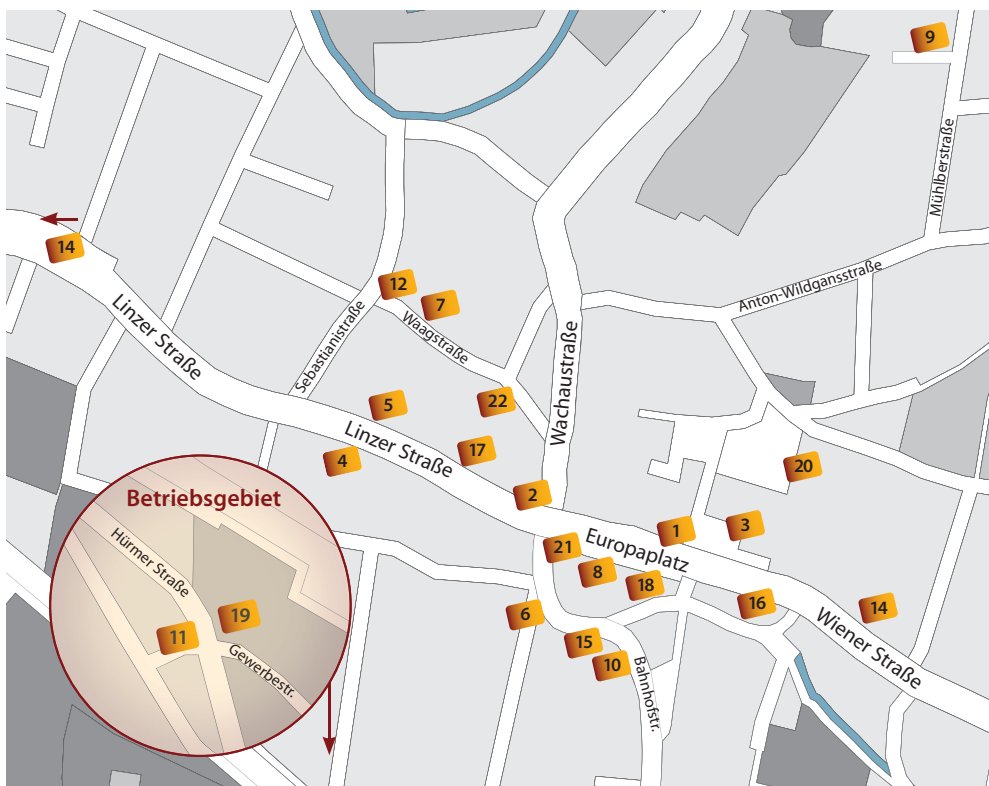 9
Mühlberstraße
14
Anton-Wildgansstraße
12
7
Linzer Straße
Sebastianistraße
Waagstraße
Wachaustraße
5
22
Linzer Straße
17
4
20
Betriebsgebiet
2
1
3
Hürmer Straße
21
Europaplatz
8
18
16
14
19
6
11
15
Wiener Straße
10
Gewerbestr.
Bahnhofstr.